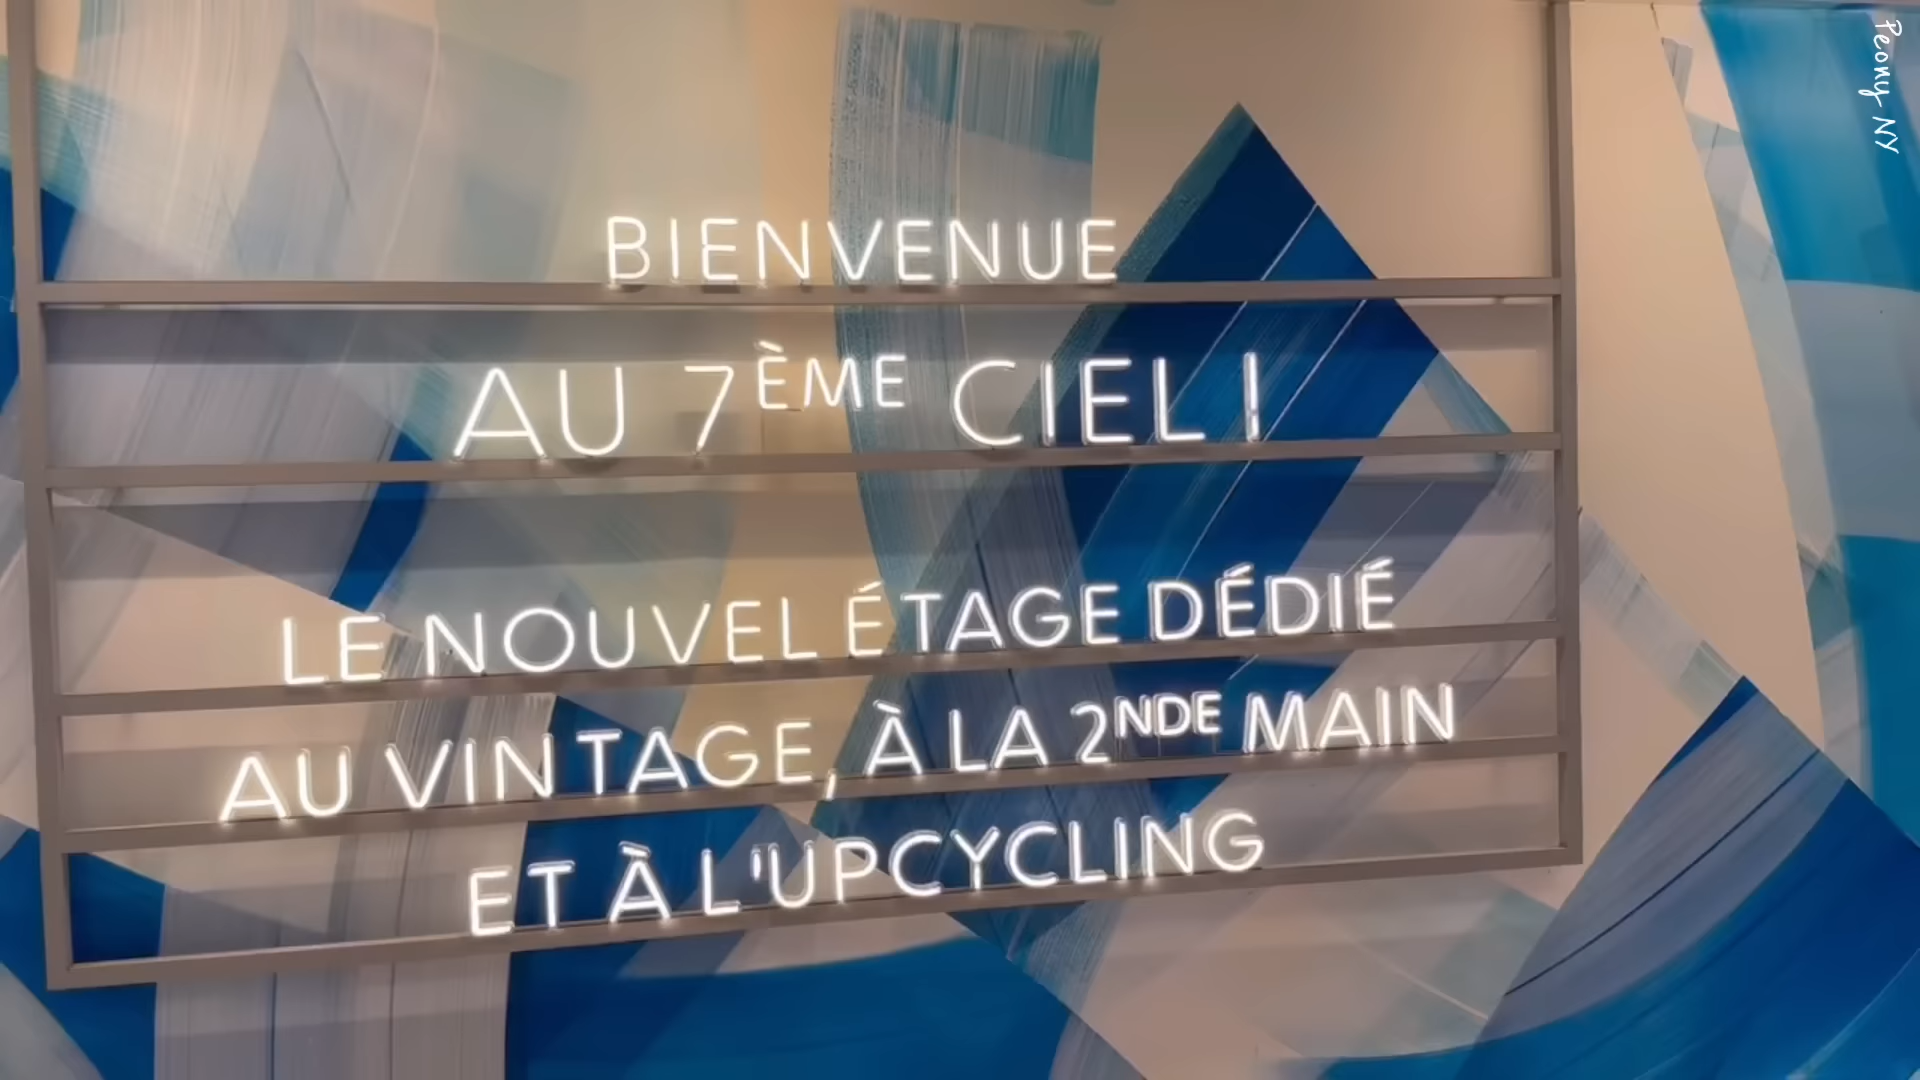 BIENVENUE
AU 7ÈME CIEL !
LE NOUVEL ÉTAGE DÉDIÉ
AU VINTAGE, À LA 2NDE MAIN
ET À L'UPCYCLING
Peony NY